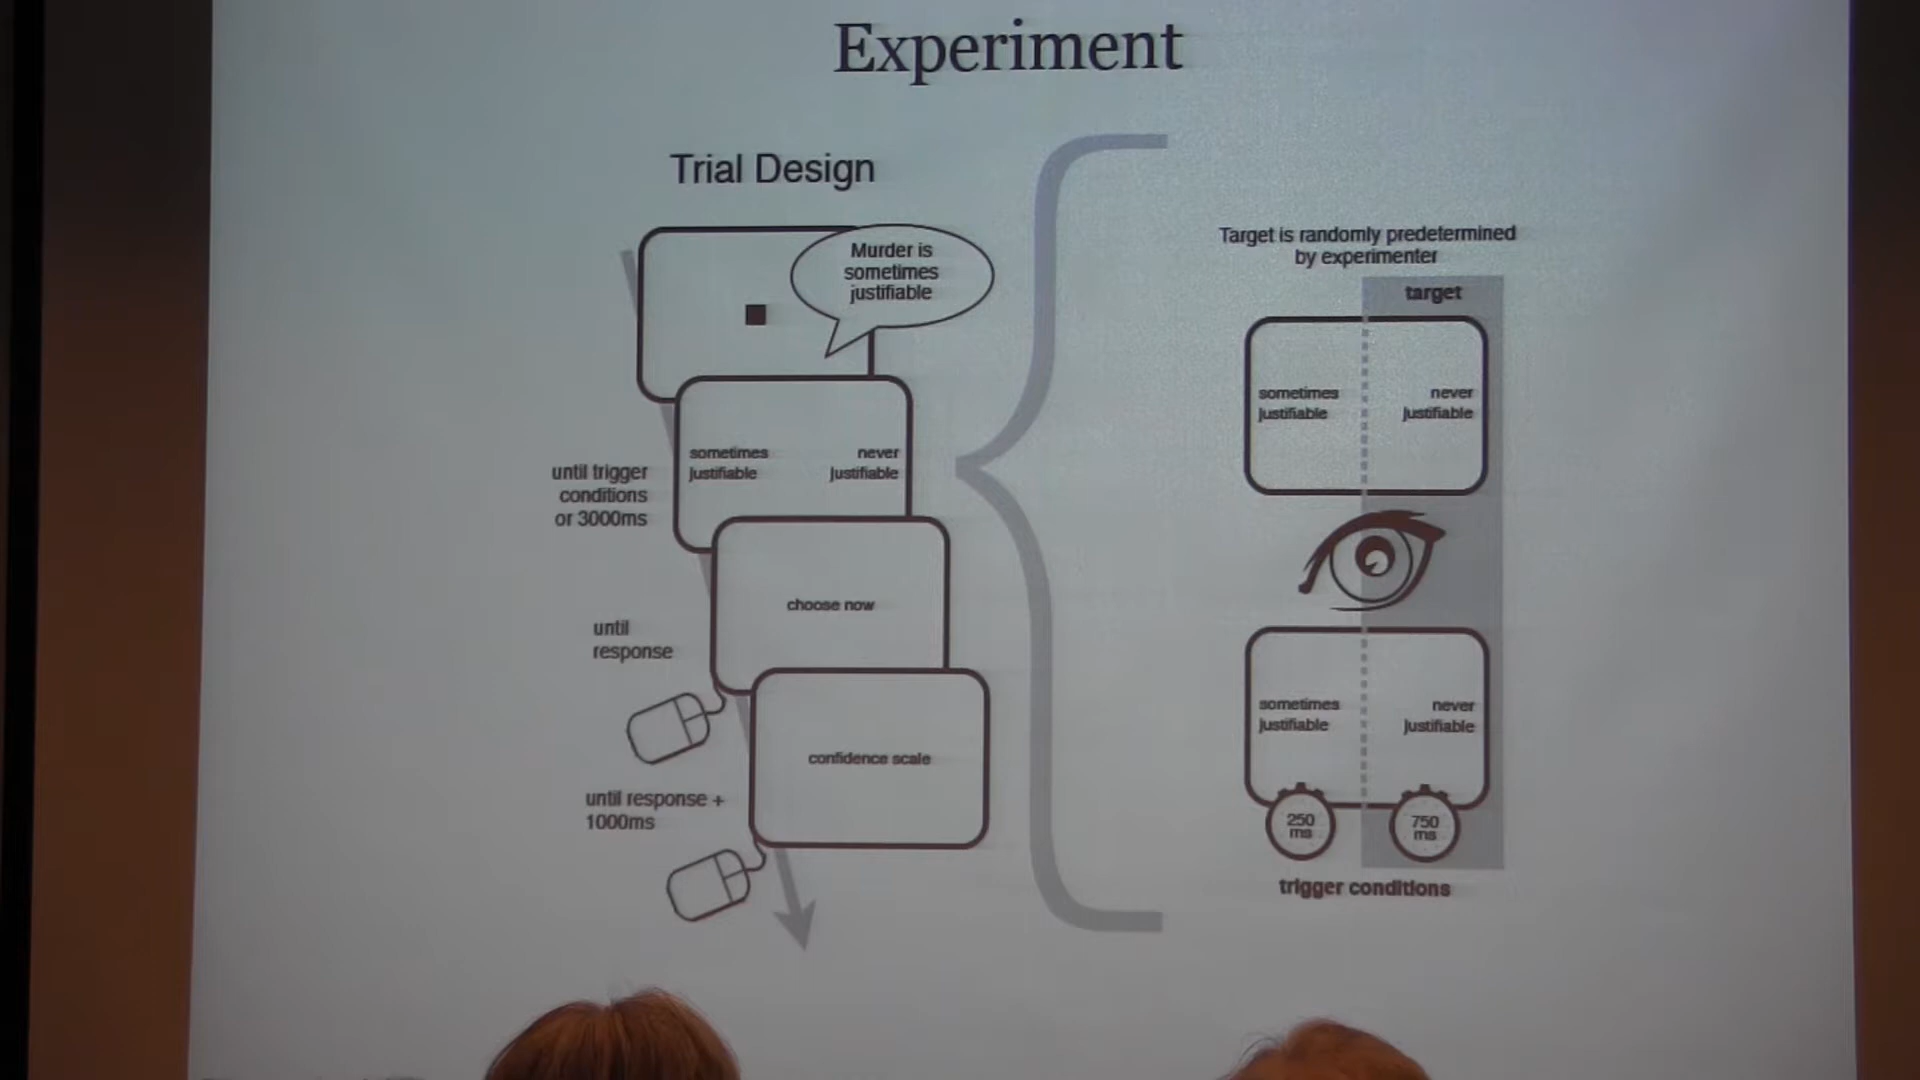 Experiment
Trial Design
Murder is
sometimes
justifiable
sometimes
justifiable
never
justifiable
until trigger
conditions
or 3000ms
choose now
until
response
confidence scale
until response +
1000ms
Target is randomly predetermined
by experimenter
target
sometimes
justifiable
never
justifiable
sometimes
justifiable
never
justifiable
250
ms
750
ms
trigger conditions